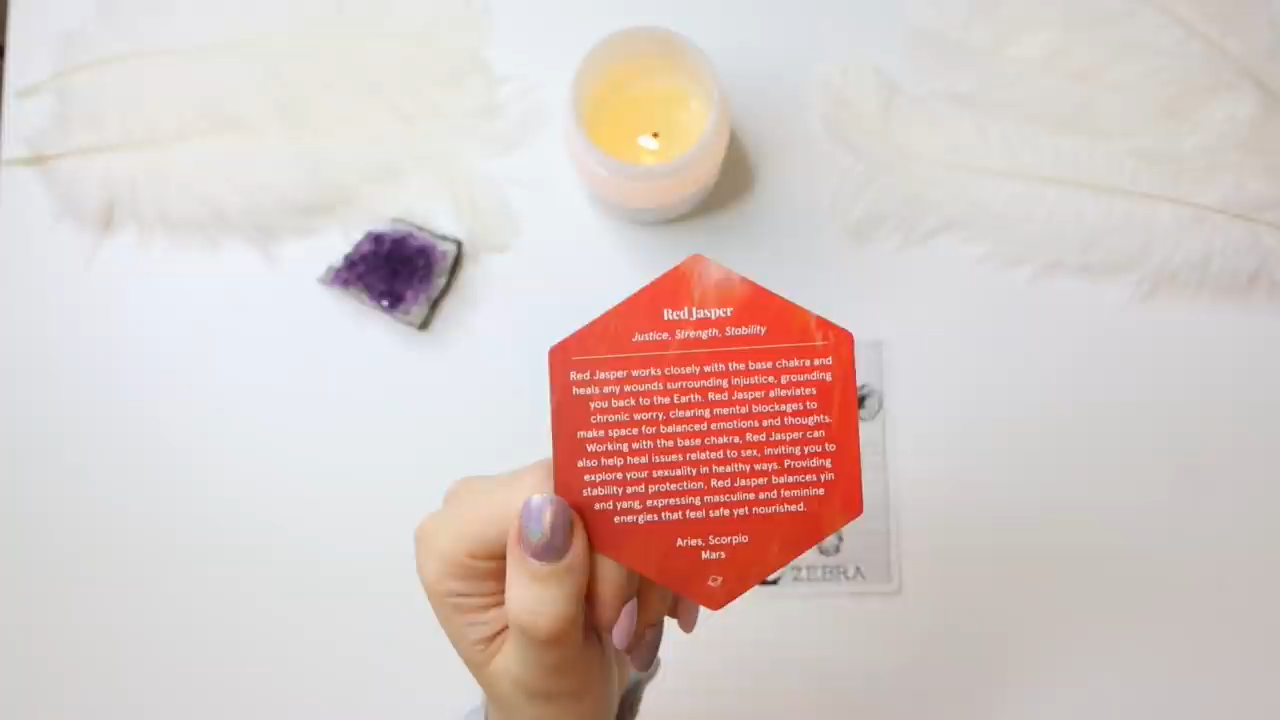 Red Jasper
Justice, Strength, Stability
Red Jasper works closely with the base chakra and
heals any wounds surrounding injustice, grounding
you back to the Earth. Red Jasper alleviates
chronic worry, clearing mental blockages to
make space for balanced emotions and thoughts.
Working with the base chakra, Red Jasper can
also help heal issues related to sex, inviting you to
explore your sexuality in healthy ways. Providing
stability and protection, Red Jasper balances yin
and yang, expressing masculine and feminine
energies that feel safe yet nourished.
Aries, Scorpio
Mars
ZEBRA